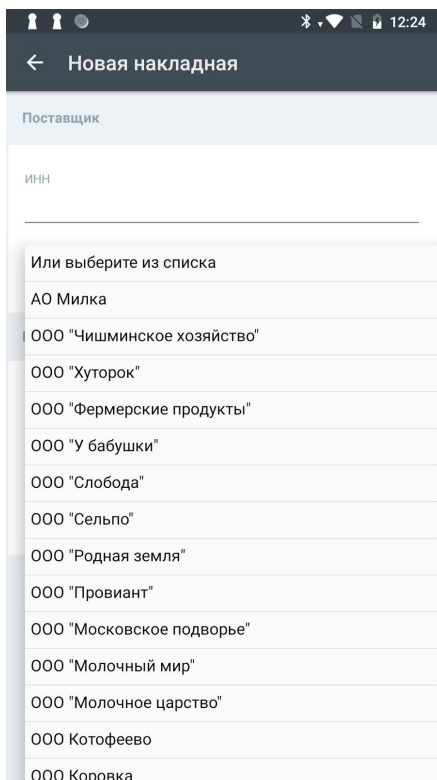 12:24
Новая накладная
Поставщик
ИНН
Или выберите из списка
АО Милка
ООО "Чишминское хозяйство"
ООО "Хуторок"
ООО "Фермерские продукты"
ООО "У бабушки"
ООО "Слобода"
ООО "Сельпо"
ООО "Родная земля"
ООО "Провиант"
ООО "Московское подворье"
ООО "Молочный мир"
ООО "Молочное царство"
ООО Котофеево
ООО Коровка